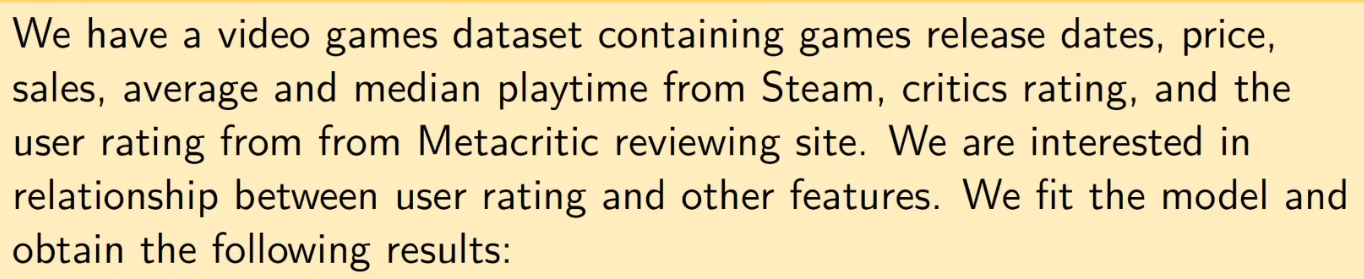 We have a video games dataset containing games release dates, price,
sales, average and median playtime from Steam, critics rating, and the
user rating from from Metacritic reviewing site. We are interested in
relationship between user rating and other features. We fit the model and
obtain the following results: